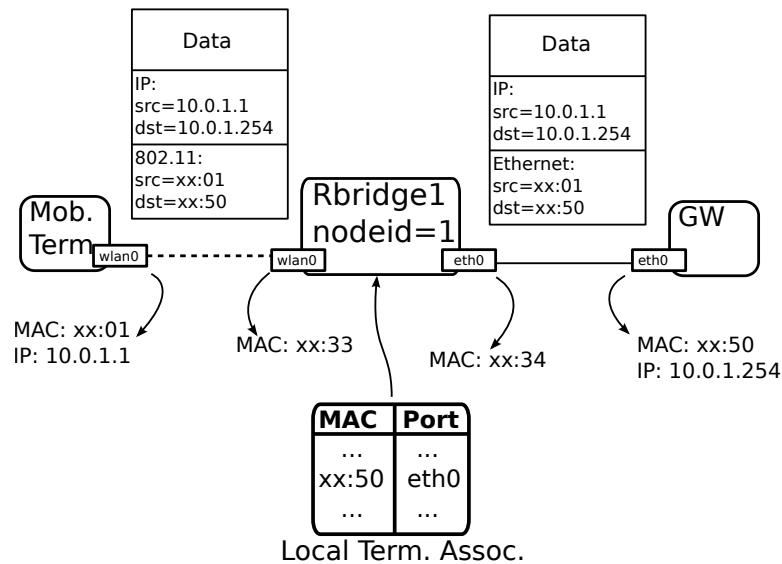 Data
IP:
src=10.0.1.1
dst=10.0.1.254
802.11:
src=xx:01
dst=xx:50
Data
IP:
src=10.0.1.1
dst=10.0.1.254
Ethernet:
src=xx:01
dst=xx:50
Mob.
Term
wlan0
Rbridge1
nodeid=1
wlan0
eth0
GW
eth0
MAC: xx:01
IP: 10.0.1.1
MAC: xx:33
MAC: xx:34
MAC: xx:50
IP: 10.0.1.254
MAC Port
... ...
xx:50 eth0
... ...
Local Term. Assoc.